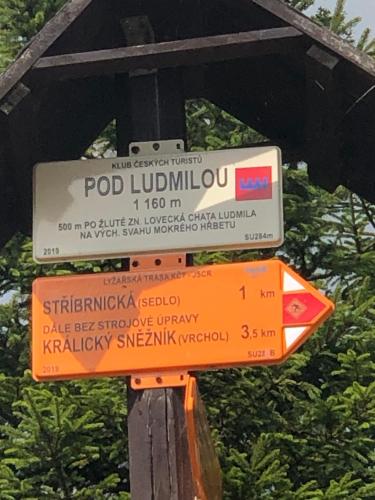 KLUB ČESKÝCH TURISTŮ
POD LUDMILOU
1 160 m
500 m PO ŽLUTÉ ZN. LOVECKÁ CHATA LUDMILA
NA VÝCH. SVAHU MOKRÉHO HŘBETU
2019 SU284m
LYŽAŘSKÁ TRASA KČT - JSČR
STŘÍBRNICKÁ (SEDLO) 1 km
DÁLE BEZ STROJOVÉ ÚPRAVY
KRÁLICKÝ SNĚŽNÍK (VRCHOL) 3,5 km
2019